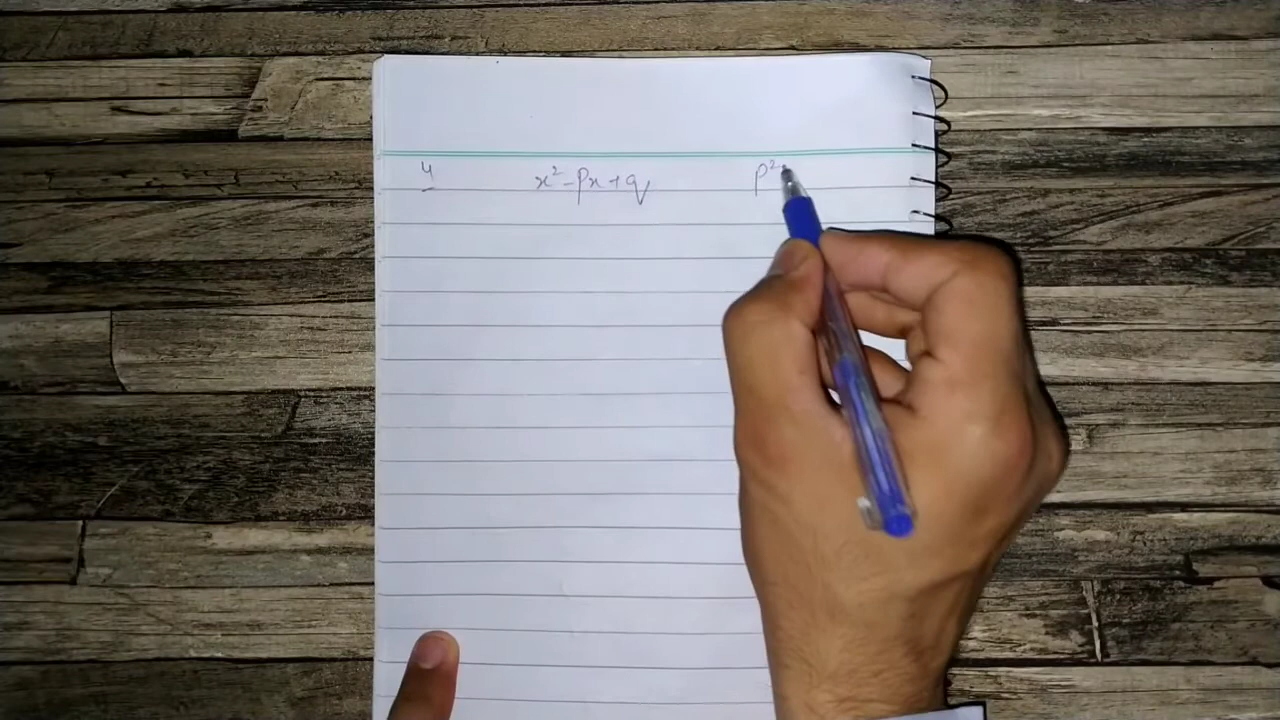 4 x² - px + q p²